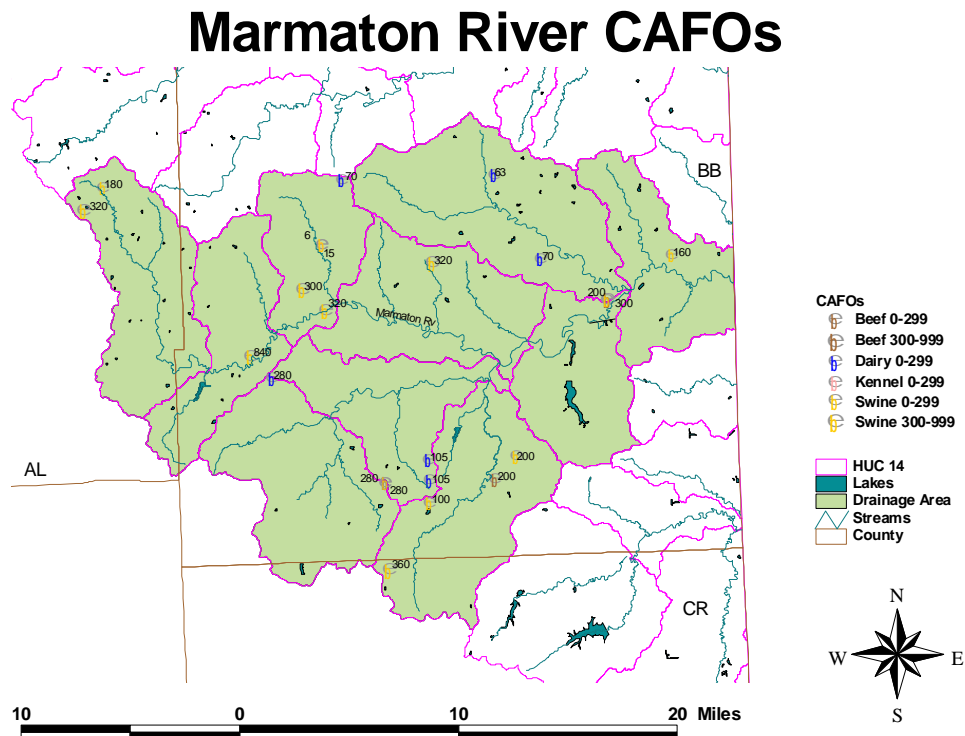 Marmaton River CAFOs
BB
63
70
180
320
160
6
15
320
70
300
320
200
300
Marmaton Rv
840
280
CAFOs
Beef 0-299
Beef 300-999
Dairy 0-299
Kennel 0-299
Swine 0-299
Swine 300-999
AL
105
200
280
105
200
280
100
HUC 14
Lakes
Drainage Area
Streams
County
360
CR
N
W E
S
10 0 10 20 Miles